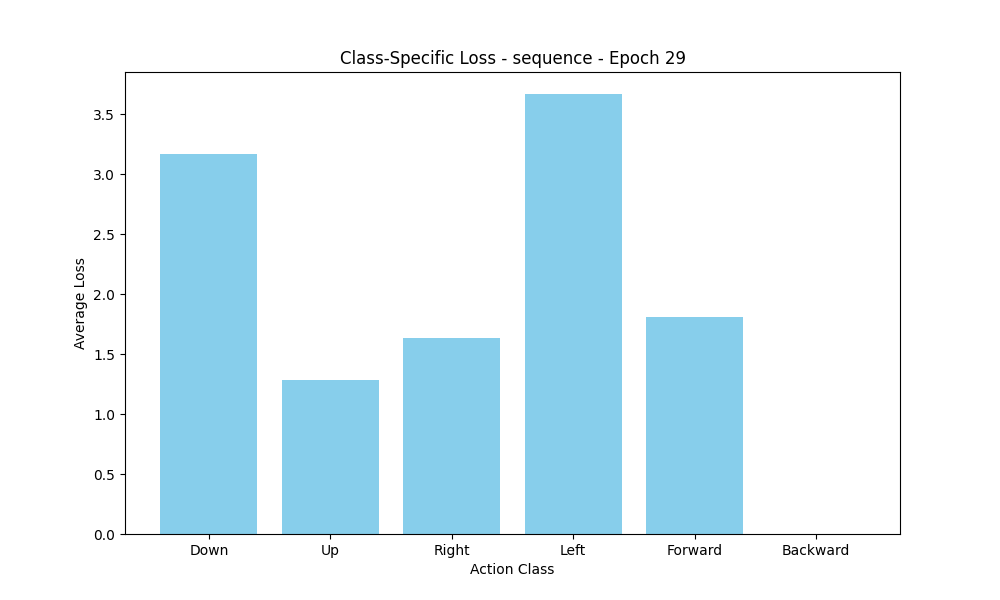 Class-Specific Loss - sequence - Epoch 29
Average Loss
3.5
3.0
2.5
2.0
1.5
1.0
0.5
0.0
Down Up Right Left Forward Backward
Action Class